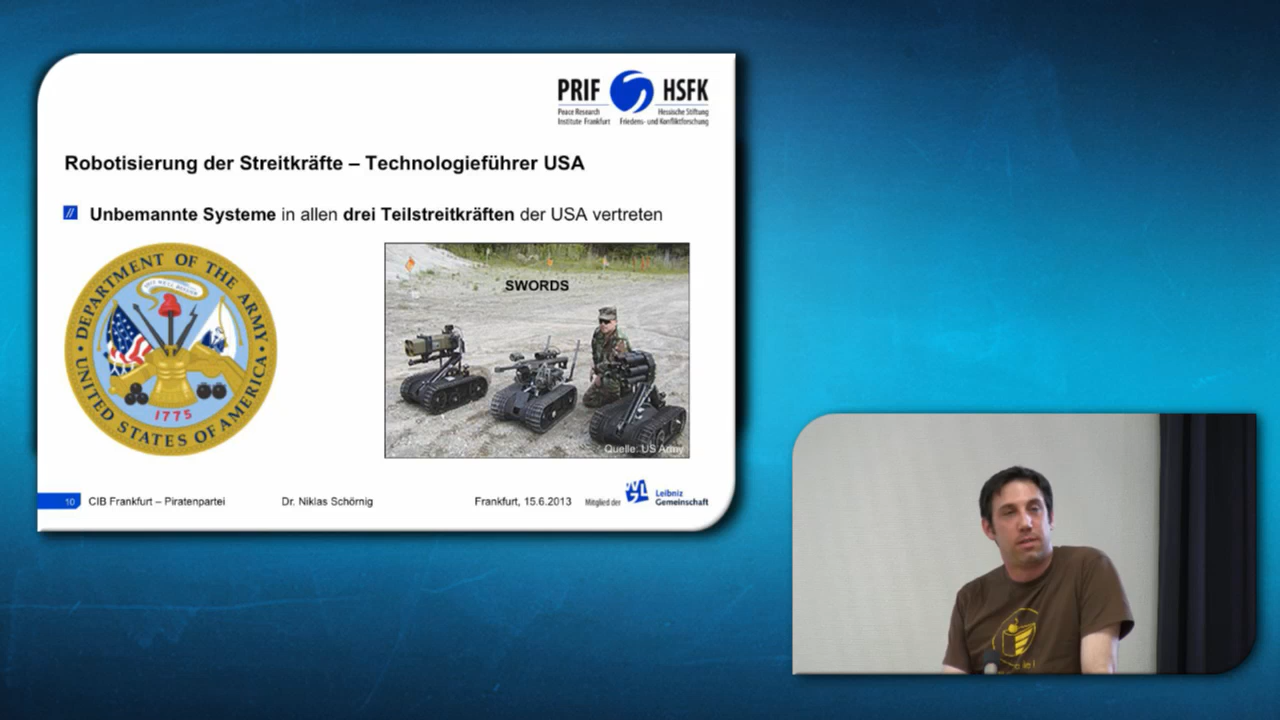 PRIF HSFK
Peace Research Hessische Stiftung
Institute Frankfurt Friedens- und Konfliktforschung
Robotisierung der Streitkräfte – Technologieführer USA
// Unbemannte Systeme in allen drei Teilstreitkräften der USA vertreten
DEPARTMENT OF THE ARMY
UNITED STATES OF AMERICA
1775
SWORDS
Quelle: US Army
10 CIB Frankfurt – Piratenpartei Dr. Niklas Schörnig Frankfurt, 15.6.2013 Mitglied der Leibniz
Gemeinschaft